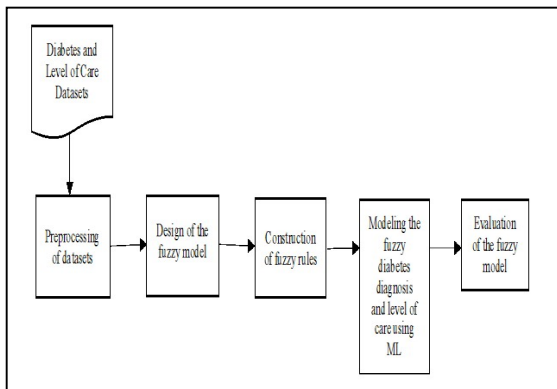 Diabetes and
Level of Care
Datasets
Preprocessing
of datasets
Design of the
fuzzy model
Construction
of fuzzy rules
Modeling the
fuzzy
diabetes
diagnosis
and level of
care using
ML
Evaluation
of the fuzzy
model